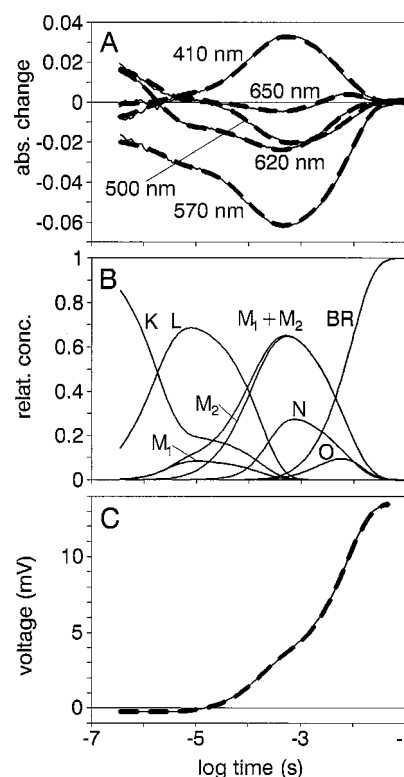 A
0.04
0.02
0
-0.02
-0.04
-0.06
abs. change
410 nm
650 nm
620 nm
500 nm
570 nm
B
1
0.8
0.6
0.4
0.2
0
relat. conc.
K
L
M1 + M2
BR
M2
M1
N
O
C
10
5
0
voltage (mV)
-7
-5
-3
-1
log time (s)